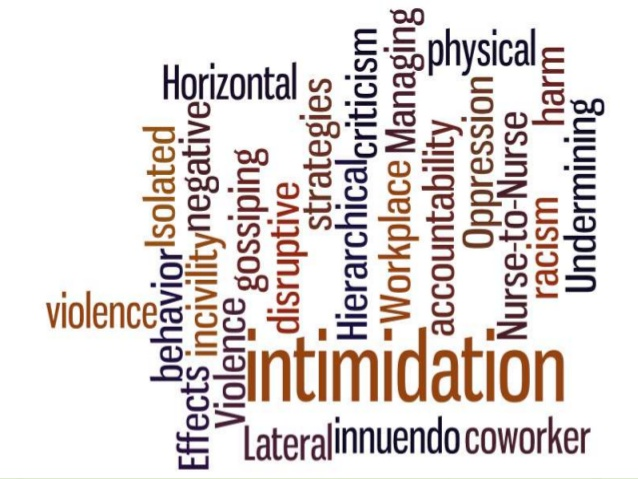 Horizontal
criticism
Managing
physical
harm
Isolated
negative
strategies
Oppression
Undermining
gossiping
disruptive
Hierarchical
Workplace
accountability
Nurse-to-Nurse
racism
violence
behavior
incivility
Violence
intimidation
Effects
Lateral
innuendo
coworker